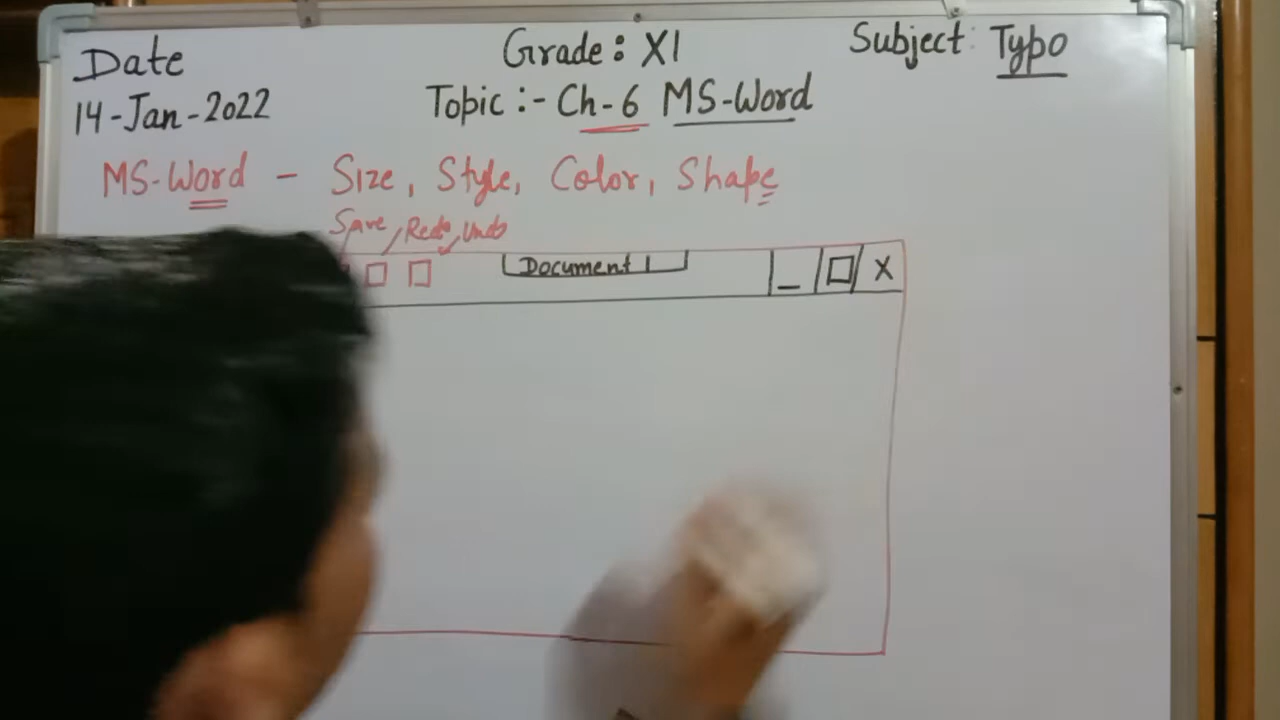 Date Grade: XI Subject: Typo
14-Jan-2022 Topic :- Ch-6 MS-Word
MS-Word - Size, Style, Color, Shape
Save, Redo, Undo
Document 1 _ □ X